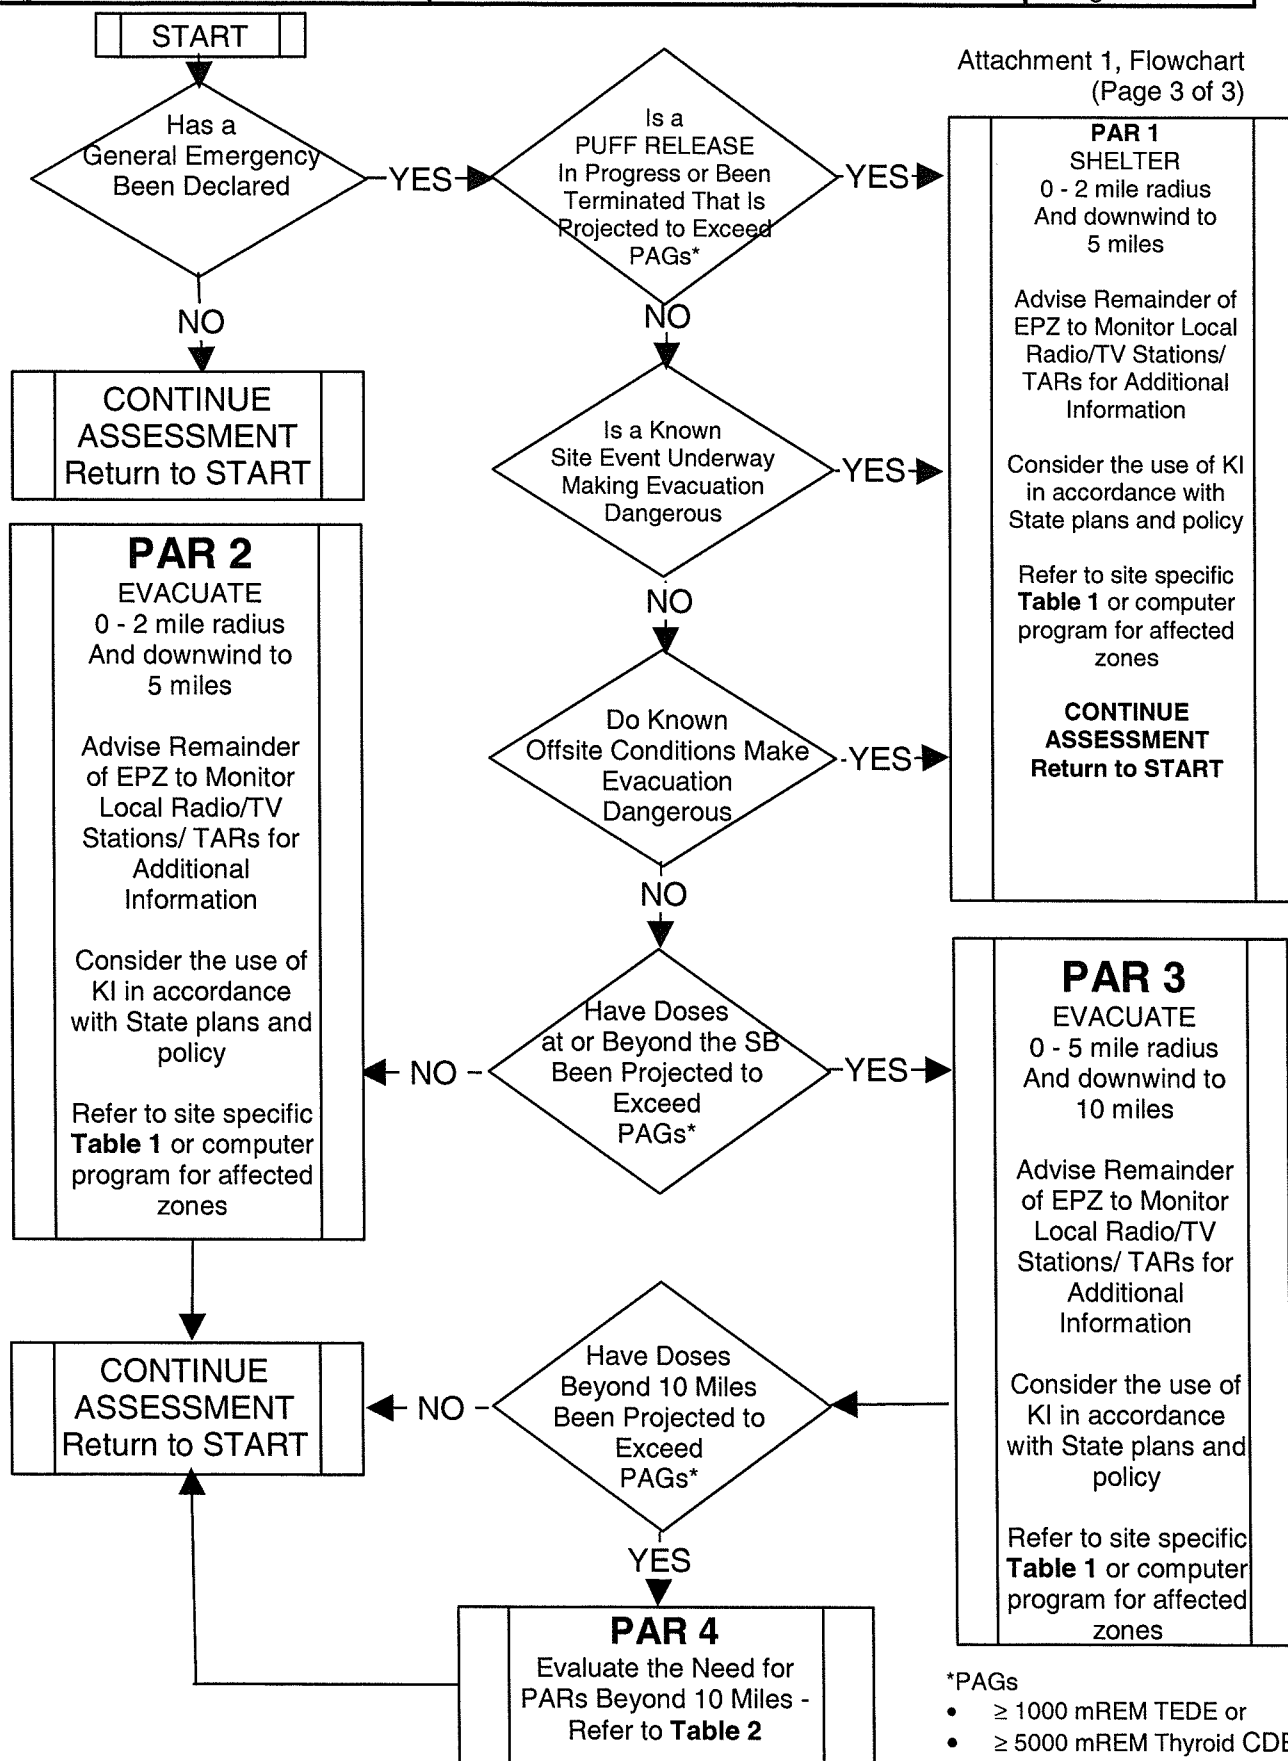 START
Attachment 1, Flowchart
(Page 3 of 3)
Has a
General Emergency
Been Declared
YES
NO
CONTINUE
ASSESSMENT
Return to START
Is a
PUFF RELEASE
In Progress or Been
Terminated That Is
Projected to Exceed
PAGs*
YES
NO
PAR 1
SHELTER
0 - 2 mile radius
And downwind to
5 miles
Advise Remainder of
EPZ to Monitor Local
Radio/TV Stations/
TARs for Additional
Information
Consider the use of KI
in accordance with
State plans and policy
Refer to site specific
Table 1 or computer
program for affected
zones
CONTINUE
ASSESSMENT
Return to START
Is a Known
Site Event Underway
Making Evacuation
Dangerous
YES
NO
Do Known
Offsite Conditions Make
Evacuation
Dangerous
YES
NO
Have Doses
at or Beyond the SB
Been Projected to
Exceed
PAGs*
NO
YES
PAR 2
EVACUATE
0 - 2 mile radius
And downwind to
5 miles
Advise Remainder
of EPZ to Monitor
Local Radio/TV
Stations/ TARs for
Additional
Information
Consider the use of
KI in accordance
with State plans and
policy
Refer to site specific
Table 1 or computer
program for affected
zones
CONTINUE
ASSESSMENT
Return to START
PAR 3
EVACUATE
0 - 5 mile radius
And downwind to
10 miles
Advise Remainder
of EPZ to Monitor
Local Radio/TV
Stations/ TARs for
Additional
Information
Consider the use of
KI in accordance
with State plans and
policy
Refer to site specific
Table 1 or computer
program for affected
zones
Have Doses
Beyond 10 Miles
Been Projected to
Exceed
PAGs*
NO
YES
PAR 4
Evaluate the Need for
PARs Beyond 10 Miles -
Refer to Table 2
*PAGs
• ≥ 1000 mREM TEDE or
• ≥ 5000 mREM Thyroid